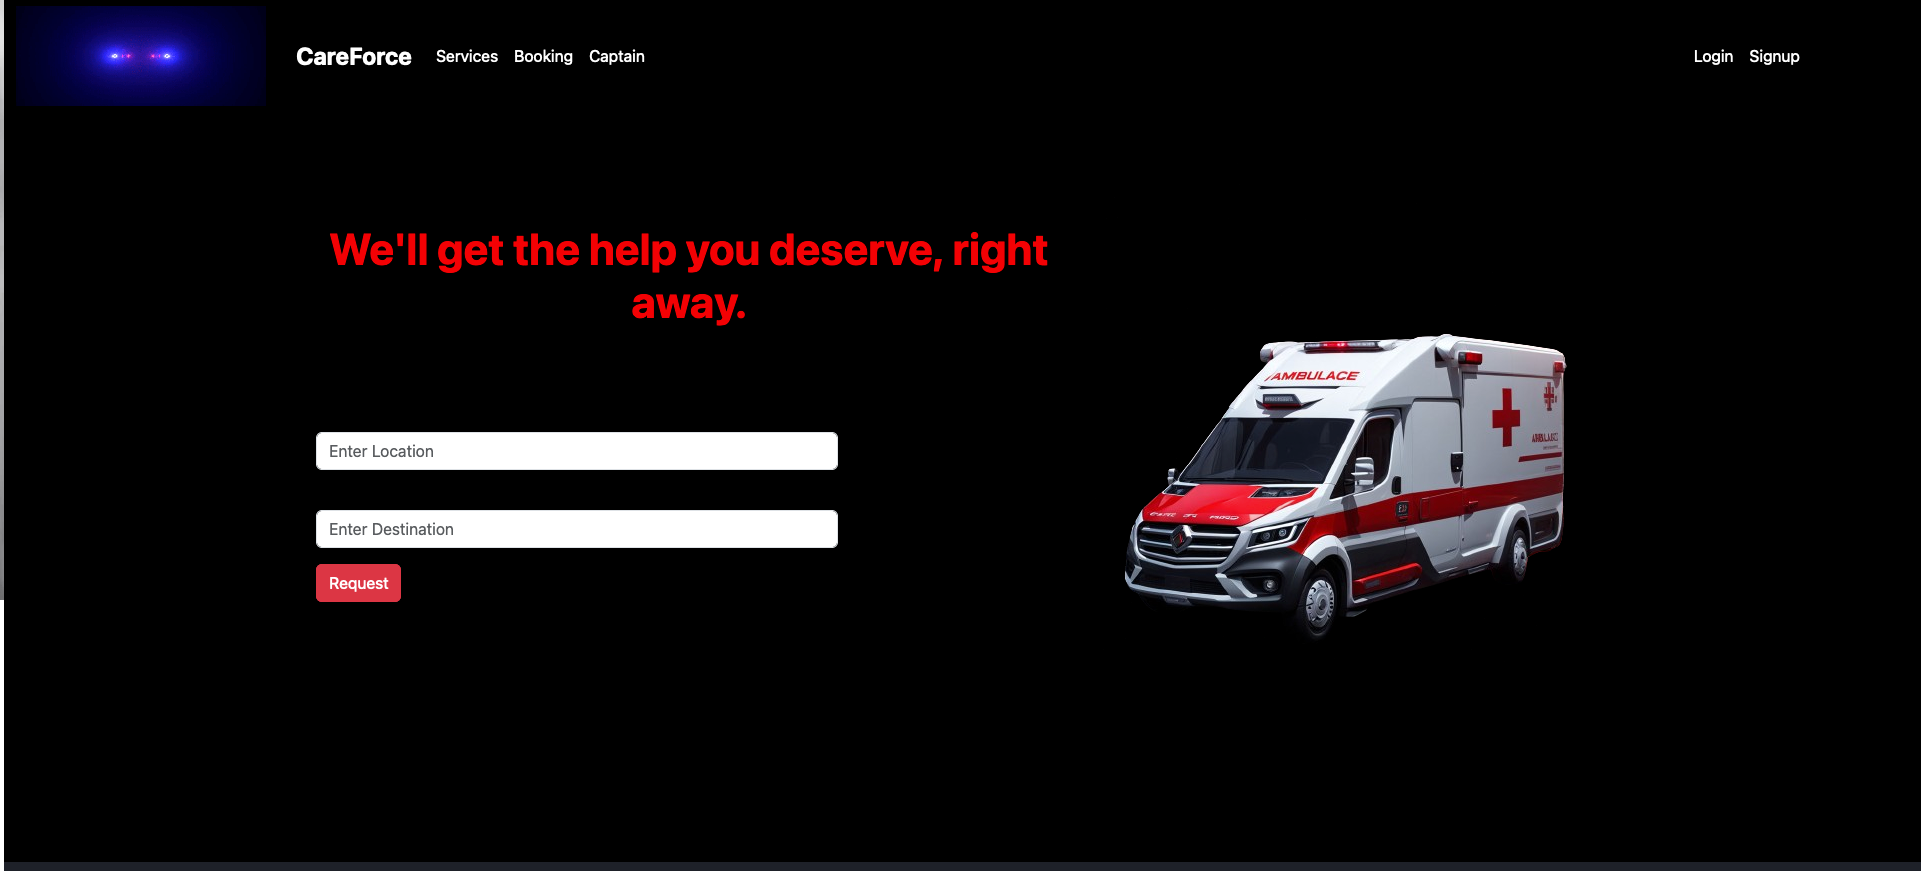 CareForce
Services
Booking
Captain
Login
Signup
We'll get the help you deserve, right
away.
Enter Location
Enter Destination
Request
AMBULACE